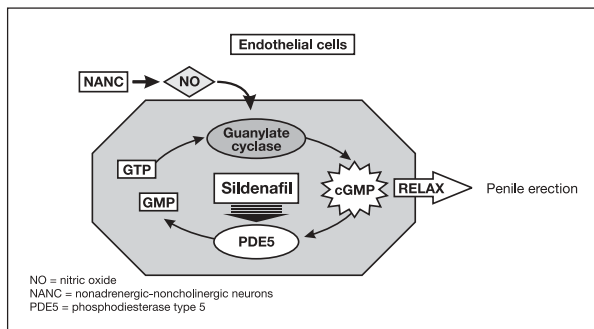 Endothelial cells
NANC
NO
Guanylate
cyclase
GTP
Sildenafil
cGMP
RELAX
Penile erection
GMP
PDE5
NO = nitric oxide
NANC = nonadrenergic-noncholinergic neurons
PDE5 = phosphodiesterase type 5